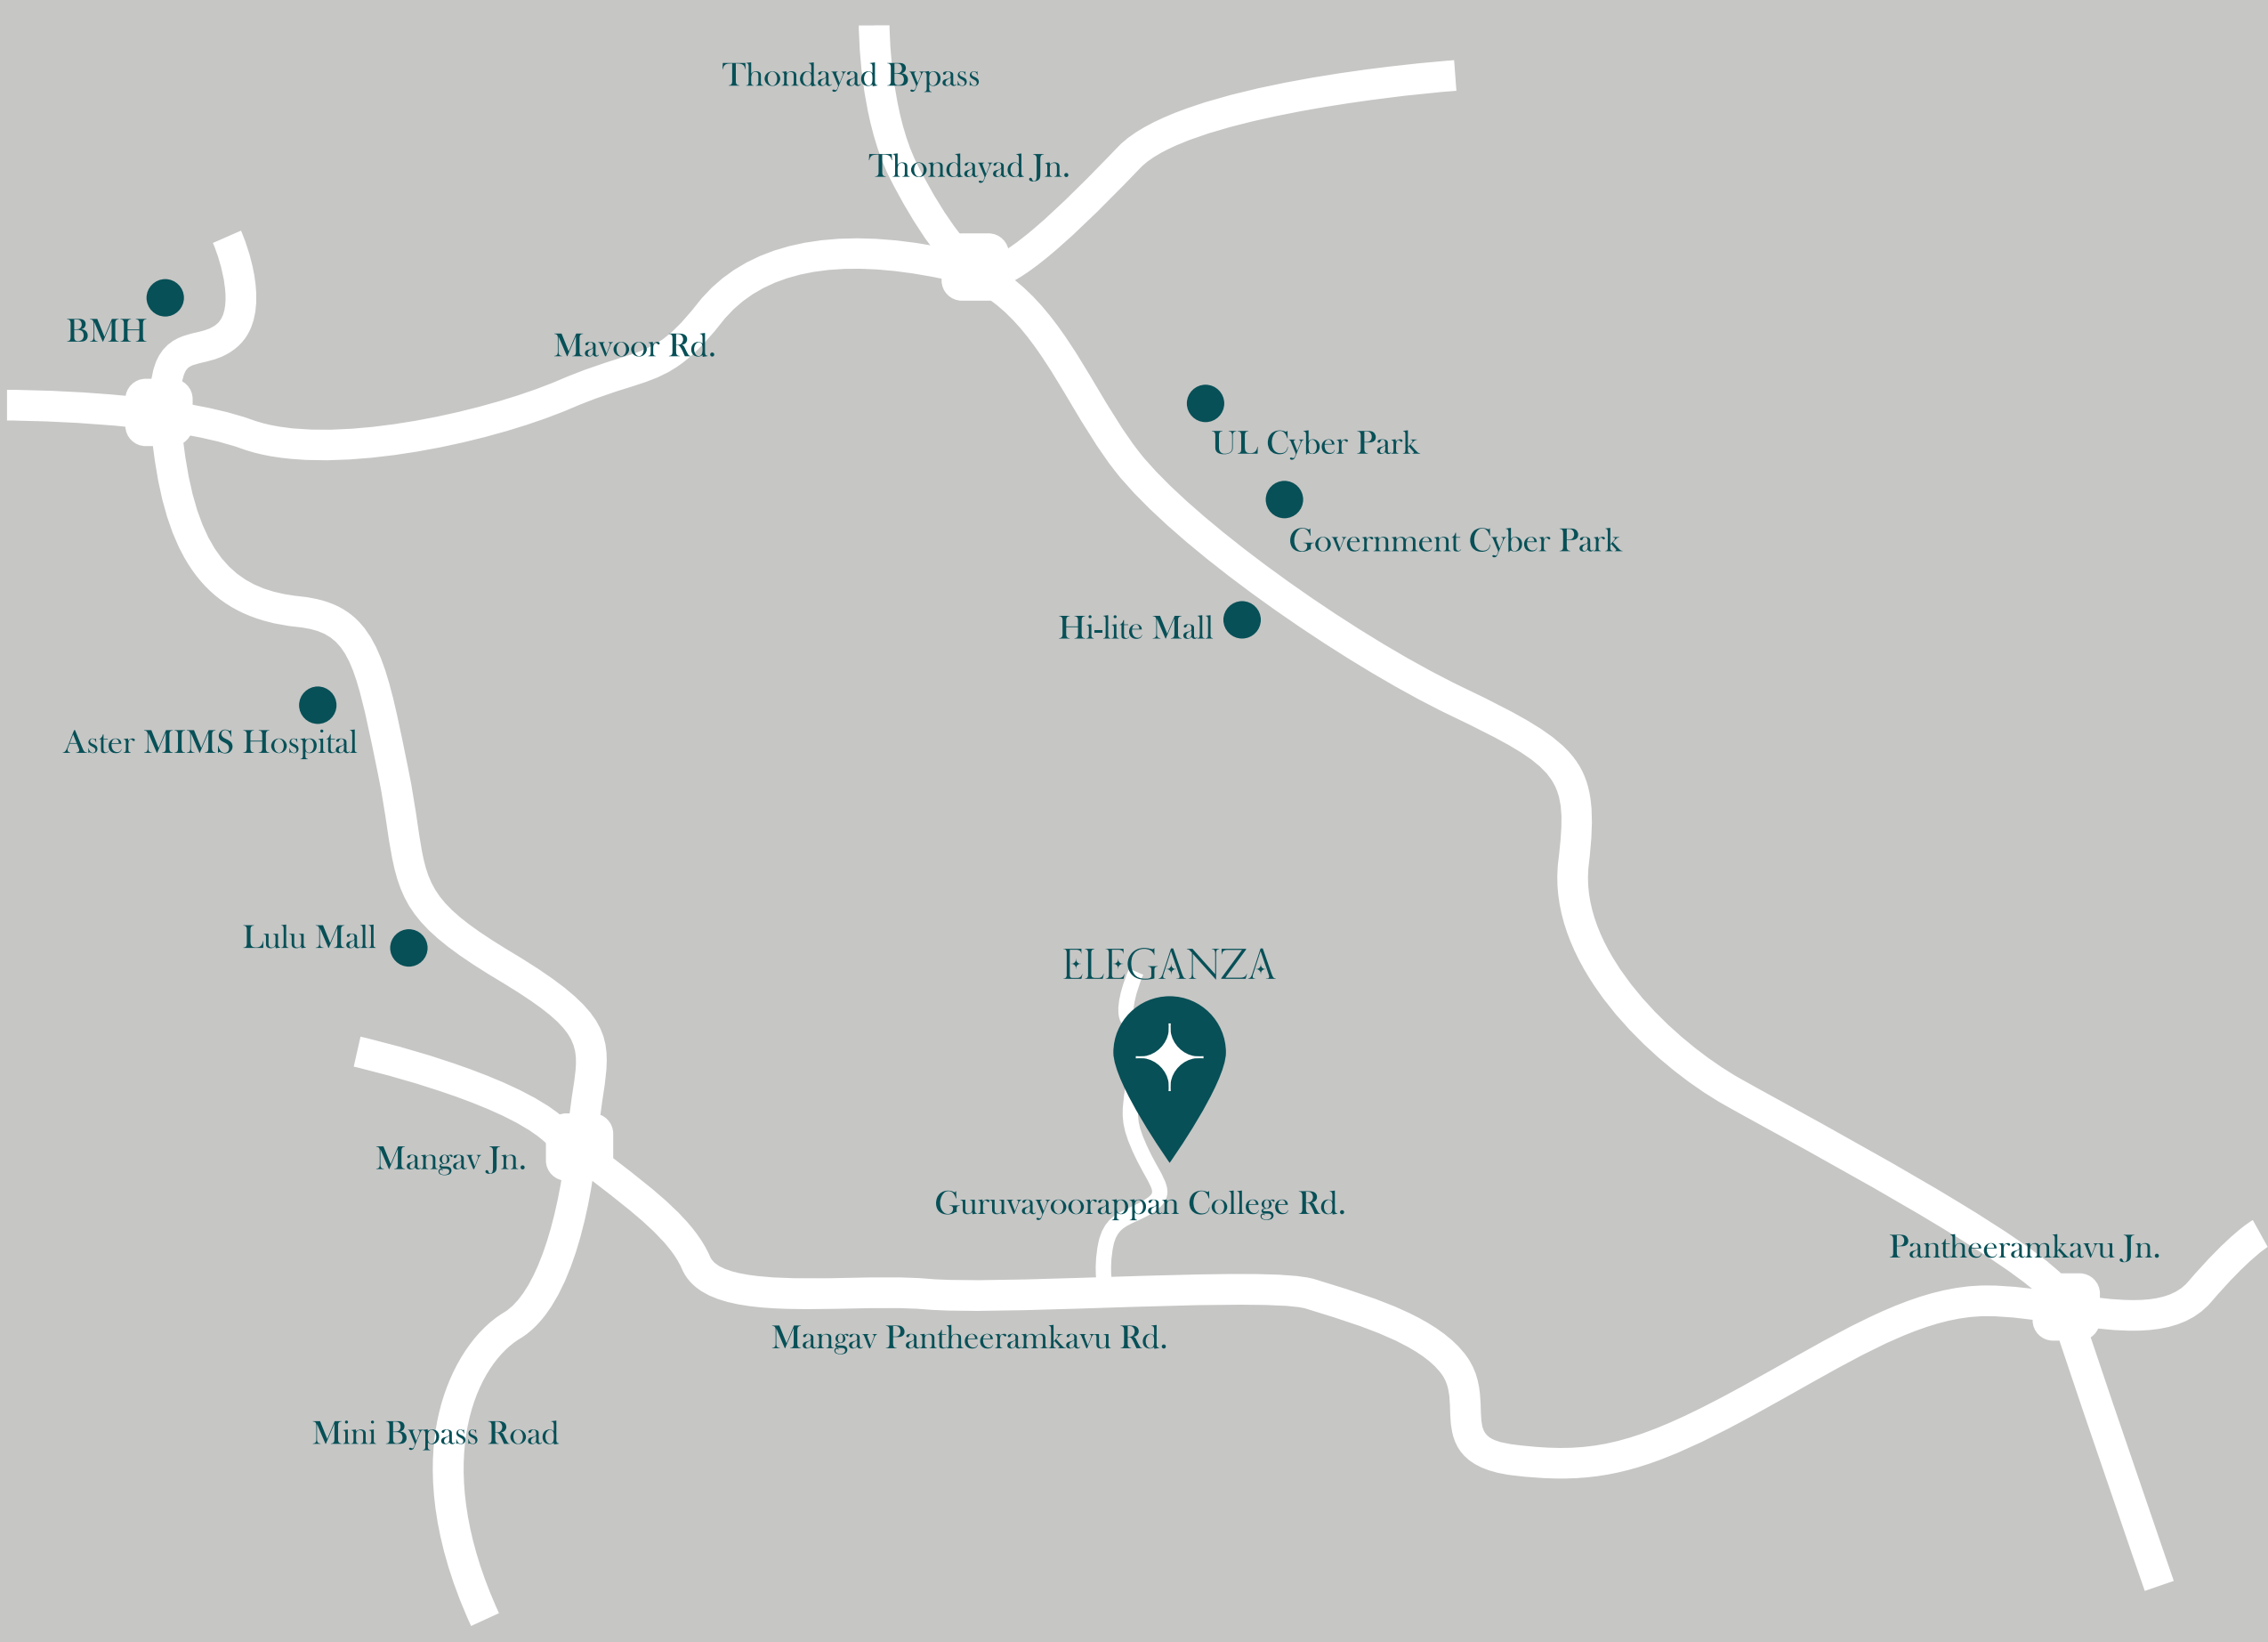 Thondayad Bypass
Thondayad Jn.
BMH
Mavoor Rd.
UL Cyber Park
Government Cyber Park
Hi-lite Mall
Aster MIMS Hospital
Lulu Mall
ELEGANZA
Mangav Jn.
Guruvayoorappan College Rd.
Pantheeramkavu Jn.
Mangav Pantheeramkavu Rd.
Mini Bypass Road